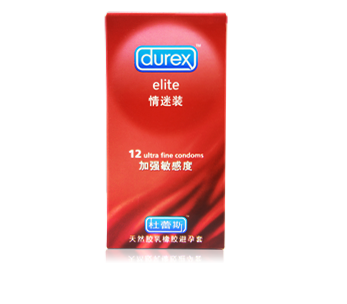 durex
elite
情迷装
12 ultra fine condoms
加强敏感度
杜蕾斯
天然胶乳橡胶避孕套